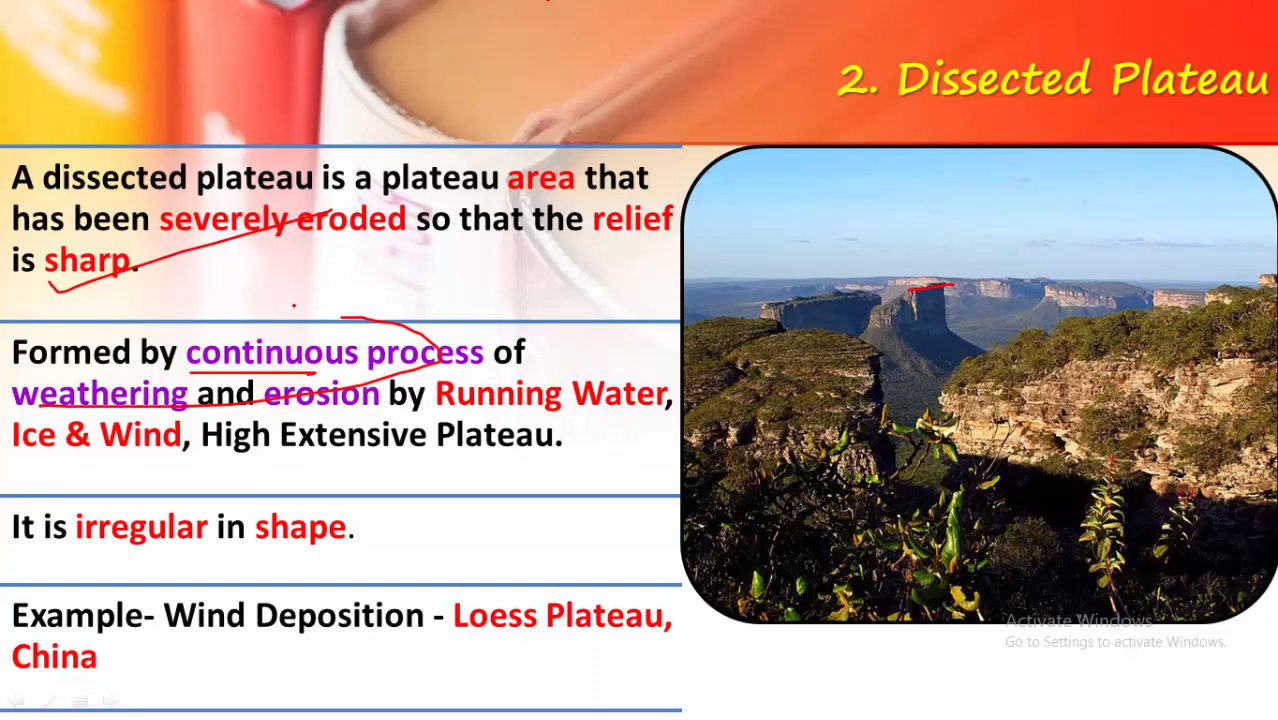 2. Dissected Plateau
A dissected plateau is a plateau area that
has been severely eroded so that the relief
is sharp.
Formed by continuous process of
weathering and erosion by Running Water,
Ice & Wind, High Extensive Plateau.
It is irregular in shape.
Example- Wind Deposition - Loess Plateau,
China
Activate Windows
Go to Settings to activate Windows.